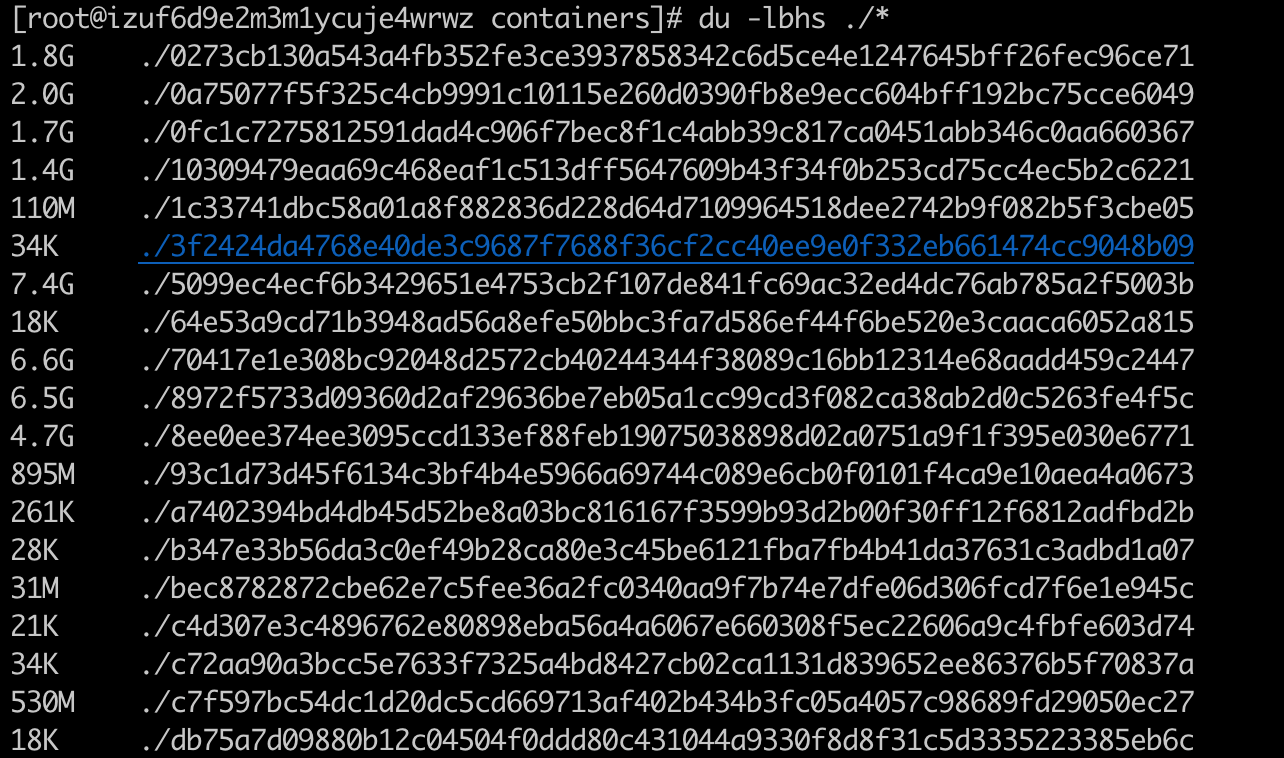 [root@izuf6d9e2m3m1ycuje4wrwz containers]# du -lbhs ./*
1.8G ./0273cb130a543a4fb352fe3ce3937858342c6d5ce4e1247645bff26fec96ce71
2.0G ./0a75077f5f325c4cb9991c10115e260d0390fb8e9ecc604bff192bc75cce6049
1.7G ./0fc1c7275812591dad4c906f7bec8f1c4abb39c817ca0451abb346c0aa660367
1.4G ./10309479eaa69c468eaf1c513dff5647609b43f34f0b253cd75cc4ec5b2c6221
110M ./1c33741dbc58a01a8f882836d228d64d7109964518dee2742b9f082b5f3cbe05
34K ./3f2424da4768e40de3c9687f7688f36cf2cc40ee9e0f332eb661474cc9048b09
7.4G ./5099ec4ecf6b3429651e4753cb2f107de841fc69ac32ed4dc76ab785a2f5003b
18K ./64e53a9cd71b3948ad56a8efe50bbc3fa7d586ef44f6be520e3caaca6052a815
6.6G ./70417e1e308bc92048d2572cb40244344f38089c16bb12314e68aadd459c2447
6.5G ./8972f5733d09360d2af29636be7eb05a1cc99cd3f082ca38ab2d0c5263fe4f5c
4.7G ./8ee0ee374ee3095ccd133ef88feb19075038898d02a0751a9f1f395e030e6771
895M ./93c1d73d45f6134c3bf4b4e5966a69744c089e6cb0f0101f4ca9e10aea4a0673
261K ./a7402394bd4db45d52be8a03bc816167f3599b93d2b00f30ff12f6812adfbd2b
28K ./b347e33b56da3c0ef49b28ca80e3c45be6121fba7fb4b41da37631c3adbd1a07
31M ./bec8782872cbe62e7c5fee36a2fc0340aa9f7b74e7dfe06d306fcd7f6e1e945c
21K ./c4d307e3c4896762e80898eba56a4a6067e660308f5ec22606a9c4fbfe603d74
34K ./c72aa90a3bcc5e7633f7325a4bd8427cb02ca1131d839652ee86376b5f70837a
530M ./c7f597bc54dc1d20dc5cd669713af402b434b3fc05a4057c98689fd29050ec27
18K ./db75a7d09880b12c04504f0ddd80c431044a9330f8d8f31c5d3335223385eb6c